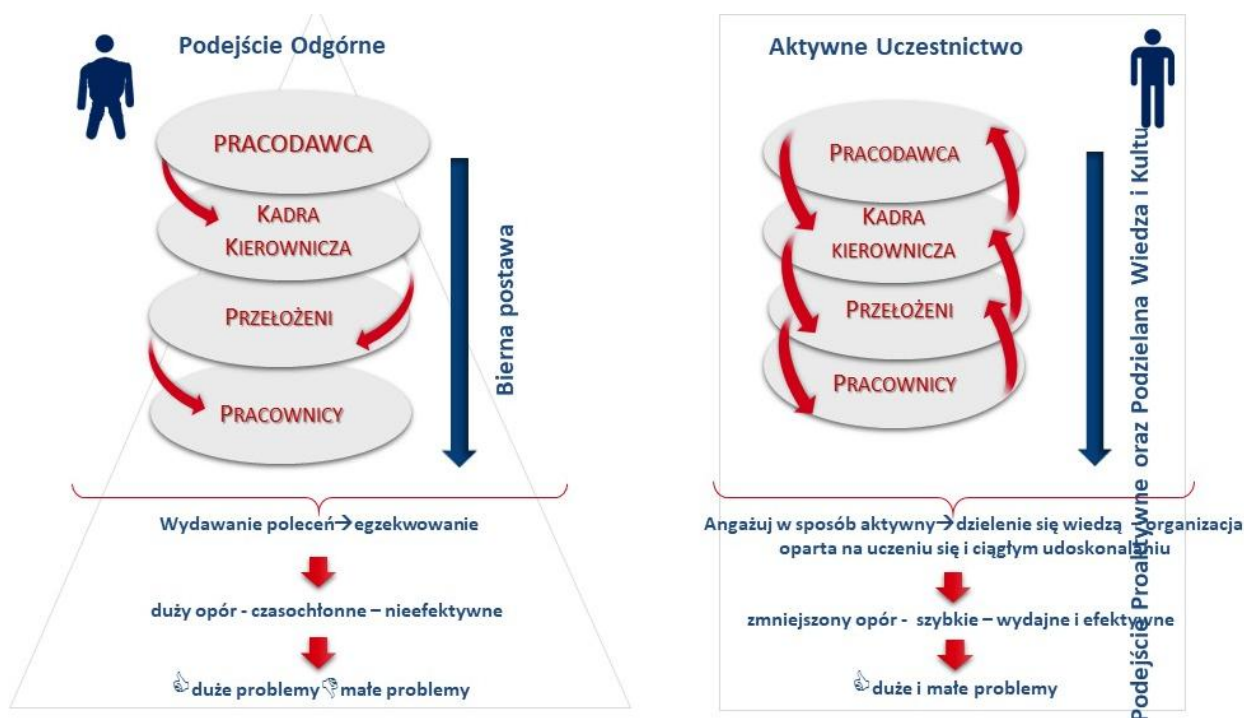 Podejście Odgórne
PRACODAWCA
KADRA
KIEROWNICZA
PRZEŁOŻENI
PRACOWNICY
Bierna postawa
Wydawanie poleceń→egzekwowanie
duży opór - czasochłonne – nieefektywne
👍duże problemy👎małe problemy
Aktywne Uczestnictwo
PRACODAWCA
KADRA
KIEROWNICZA
PRZEŁOŻENI
PRACOWNICY
Podejście Proaktywne oraz Podzielana Wiedza i Kultu
Angażuj w sposób aktywny→dzielenie się wiedzą - organizacja
oparta na uczeniu się i ciągłym udoskonalaniu
zmniejszony opór - szybkie – wydajne i efektywne
👍duże i małe problemy